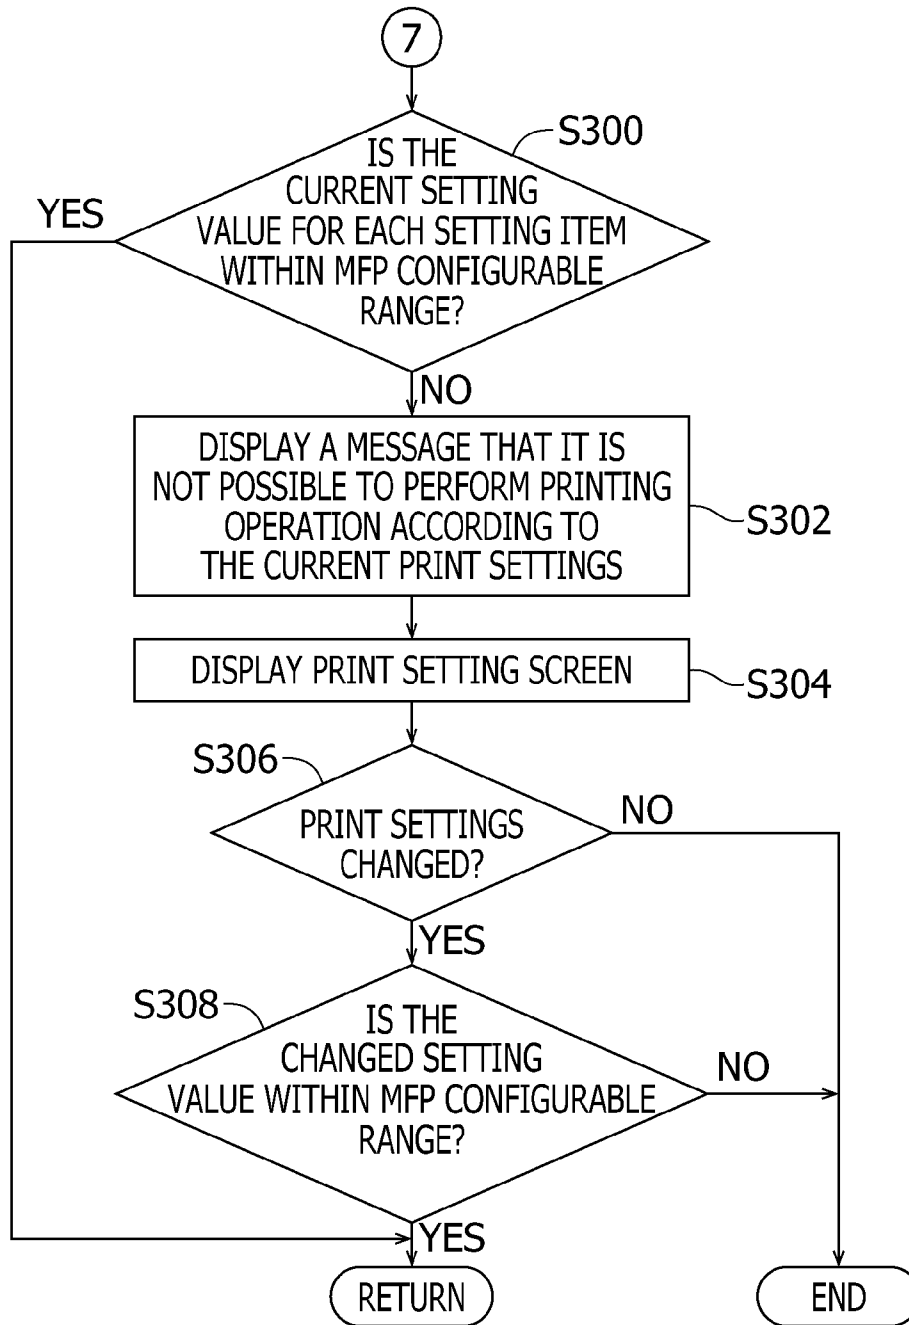 7
S300
IS THE
CURRENT SETTING
VALUE FOR EACH SETTING ITEM
WITHIN MFP CONFIGURABLE
RANGE?
YES
NO
DISPLAY A MESSAGE THAT IT IS
NOT POSSIBLE TO PERFORM PRINTING
OPERATION ACCORDING TO
THE CURRENT PRINT SETTINGS
S302
DISPLAY PRINT SETTING SCREEN
S304
S306
PRINT SETTINGS
CHANGED?
NO
YES
S308
IS THE
CHANGED SETTING
VALUE WITHIN MFP CONFIGURABLE
RANGE?
NO
YES
RETURN
END